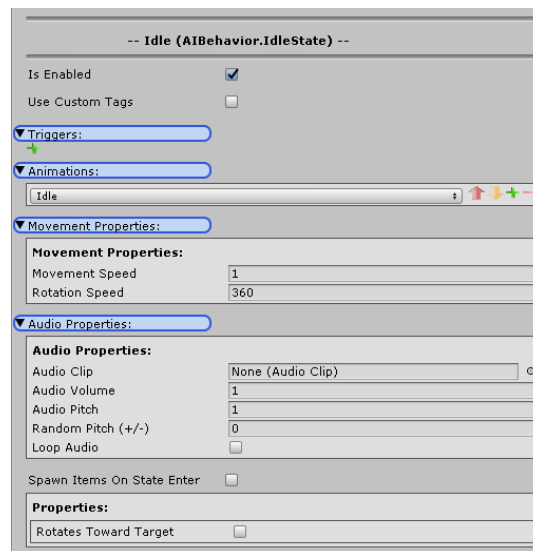 -- Idle (AIBehavior.IdleState) --
Is Enabled
Use Custom Tags
Triggers:
Animations:
Idle
Movement Properties:
Movement Properties:
Movement Speed 1
Rotation Speed 360
Audio Properties:
Audio Properties:
Audio Clip None (Audio Clip)
Audio Volume 1
Audio Pitch 1
Random Pitch (+/-) 0
Loop Audio
Spawn Items On State Enter
Properties:
Rotates Toward Target